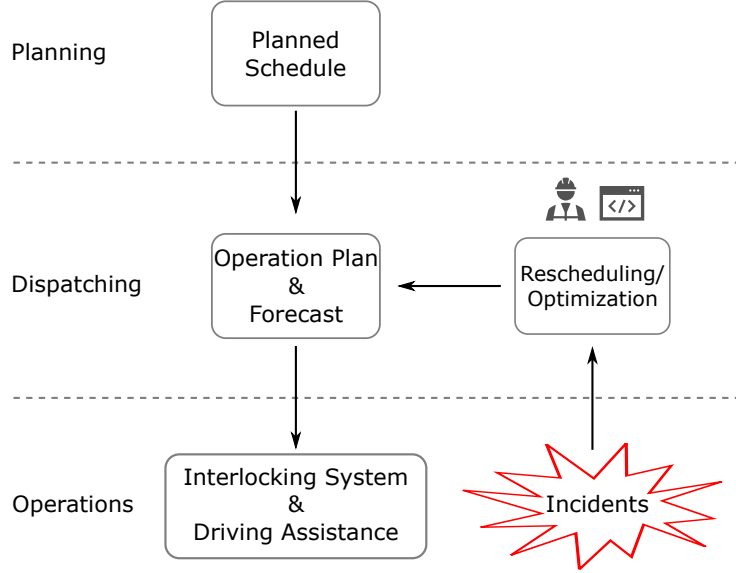 Planning
Planned
Schedule
Dispatching
Operation Plan
&
Forecast
</>
Rescheduling/
Optimization
Operations
Interlocking System
&
Driving Assistance
Incidents